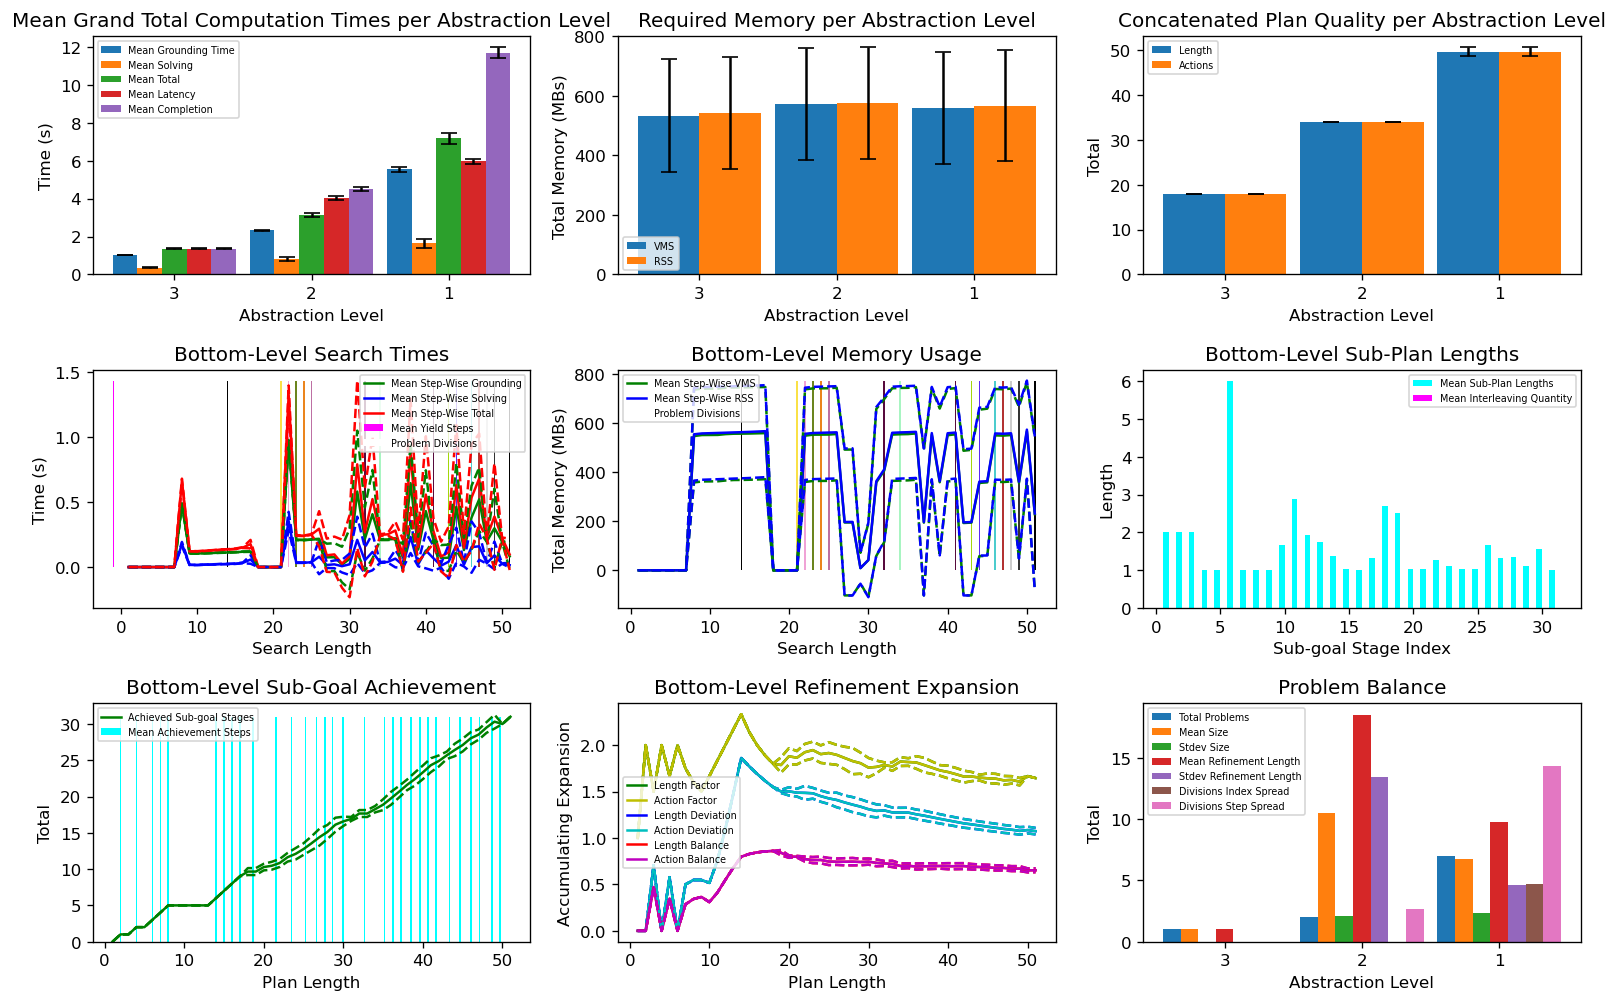 Mean Grand Total Computation Times per Abstraction Level
12
10
8
6
4
2
0
Time (s)
Mean Grounding Time
Mean Solving
Mean Total
Mean Latency
Mean Completion
3 2 1
Abstraction Level
Required Memory per Abstraction Level
800
600
400
200
0
Total Memory (MBs)
VMS
RSS
3 2 1
Abstraction Level
Concatenated Plan Quality per Abstraction Level
50
40
30
20
10
0
Total
Length
Actions
3 2 1
Abstraction Level
Bottom-Level Search Times
1.5
1.0
0.5
0.0
Time (s)
Mean Step-Wise Grounding
Mean Step-Wise Solving
Mean Step-Wise Total
Mean Yield Steps
Problem Divisions
0 10 20 30 40 50
Search Length
Bottom-Level Memory Usage
800
600
400
200
0
Total Memory (MBs)
Mean Step-Wise VMS
Mean Step-Wise RSS
Problem Divisions
0 10 20 30 40 50
Search Length
Bottom-Level Sub-Plan Lengths
6
5
4
3
2
1
0
Length
Mean Sub-Plan Lengths
Mean Interleaving Quantity
0 5 10 15 20 25 30
Sub-goal Stage Index
Bottom-Level Sub-Goal Achievement
30
25
20
15
10
5
0
Total
Achieved Sub-goal Stages
Mean Achievement Steps
0 10 20 30 40 50
Plan Length
Bottom-Level Refinement Expansion
2.0
1.5
1.0
0.5
0.0
Accumulating Expansion
Length Factor
Action Factor
Length Deviation
Action Deviation
Length Balance
Action Balance
0 10 20 30 40 50
Plan Length
Problem Balance
15
10
5
0
Total
Total Problems
Mean Size
Stdev Size
Mean Refinement Length
Stdev Refinement Length
Divisions Index Spread
Divisions Step Spread
3 2 1
Abstraction Level